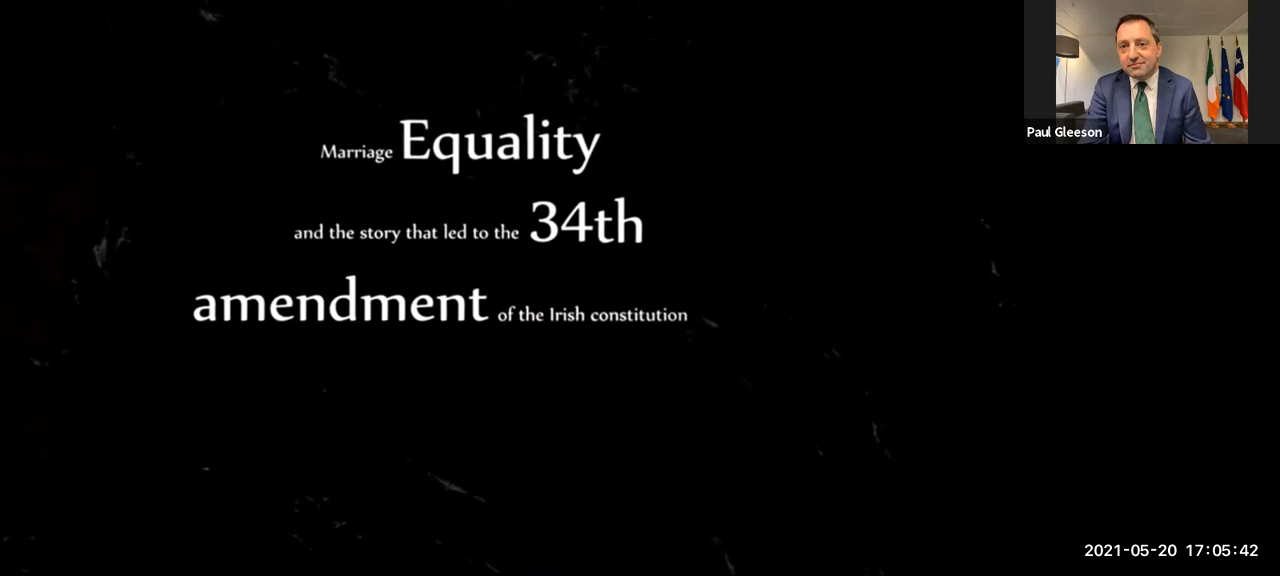 Marriage Equality
and the story that led to the 34th
amendment of the Irish constitution
Paul Gleeson
2021-05-20 17:05:42